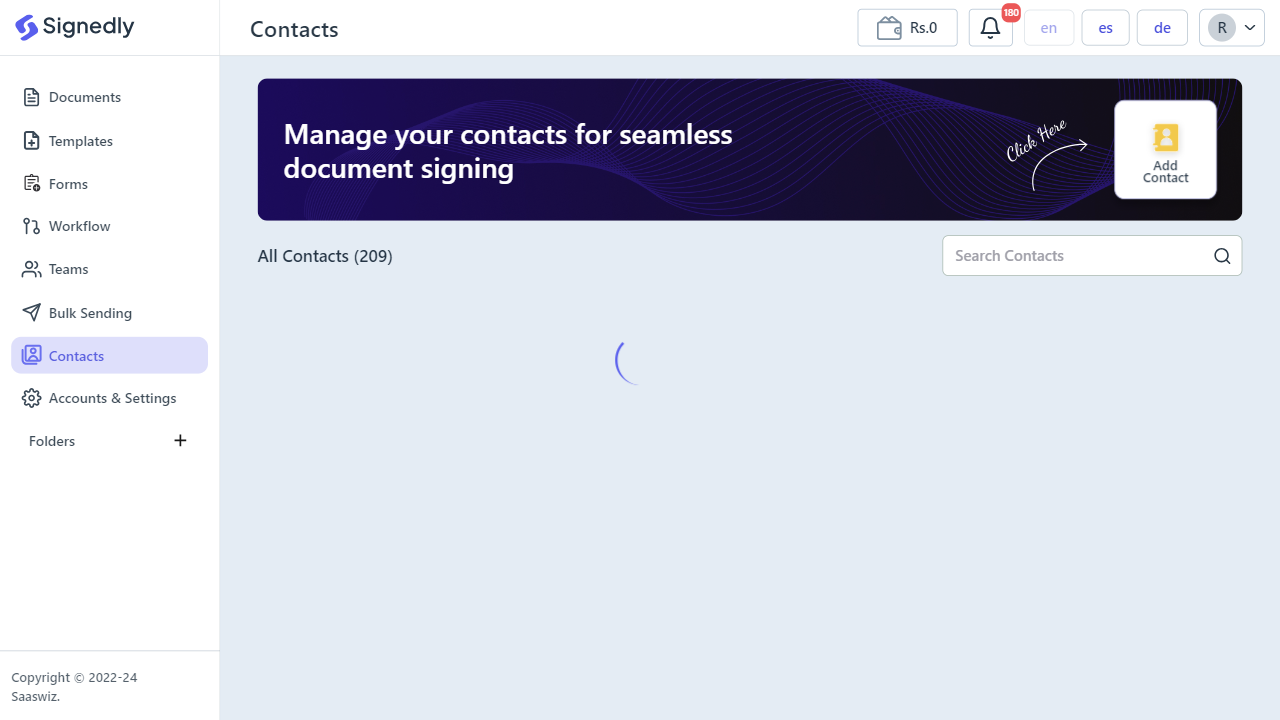 Signedly
Contacts
Rs.0
180
en
es
de
R
Documents
Templates
Forms
Workflow
Teams
Bulk Sending
Contacts
Accounts & Settings
Folders
Manage your contacts for seamless
document signing
Click Here
Add
Contact
All Contacts (209)
Search Contacts
Copyright © 2022-24
Saaswiz.